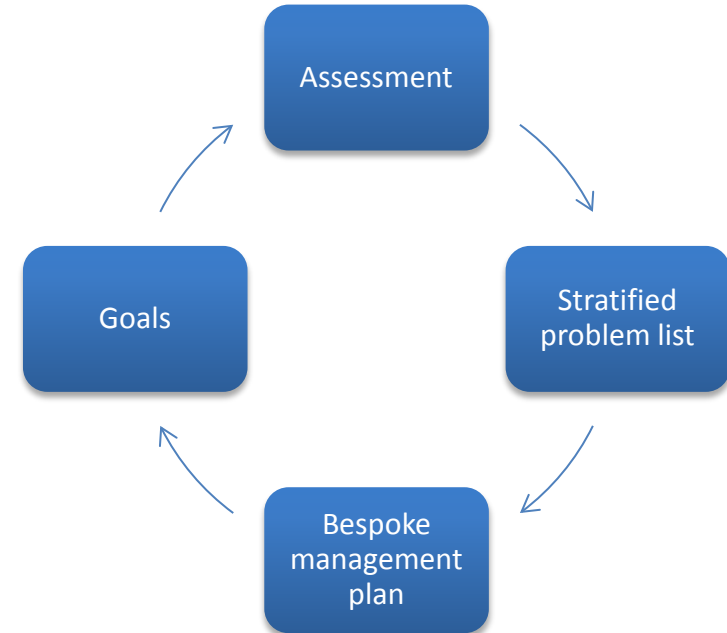 Assessment
Stratified
problem list
Bespoke
management
plan
Goals